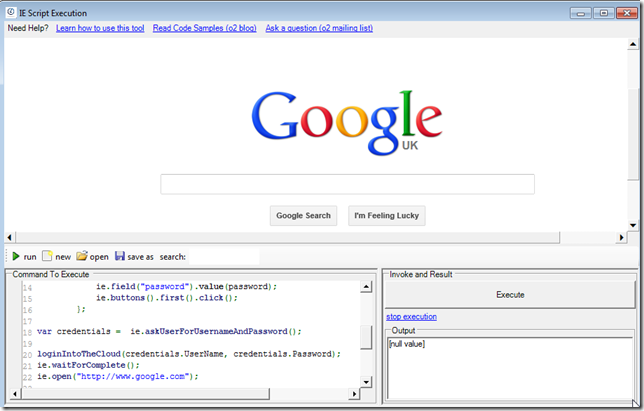 IE Script Execution
Need Help? Learn how to use this tool Read Code Samples (o2 blog) Ask a question (o2 mailing list)
Google
UK
Google Search I'm Feeling Lucky
run new open save as search:
Command To Execute
14 ie.field("password").value(password);
15 ie.buttons().first().click();
16 };
17
18 var credentials = ie.askUserForUsernameAndPassword();
19
20 loginIntoTheCloud(credentials.UserName, credentials.Password);
21 ie.waitForComplete();
22 ie.open("http://www.google.com");
Invoke and Result
Execute
stop execution
Output
[null value]